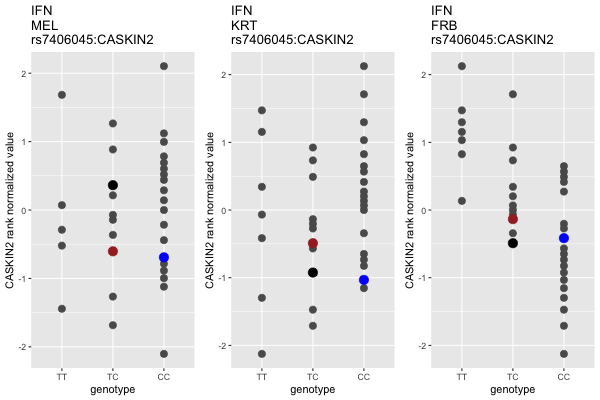 IFN
MEL
rs7406045:CASKIN2
CASKIN2 rank normalized value
2
1
0
-1
-2
TT TC CC
genotype
IFN
KRT
rs7406045:CASKIN2
CASKIN2 rank normalized value
2
1
0
-1
-2
TT TC CC
genotype
IFN
FRB
rs7406045:CASKIN2
CASKIN2 rank normalized value
2
1
0
-1
-2
TT TC CC
genotype